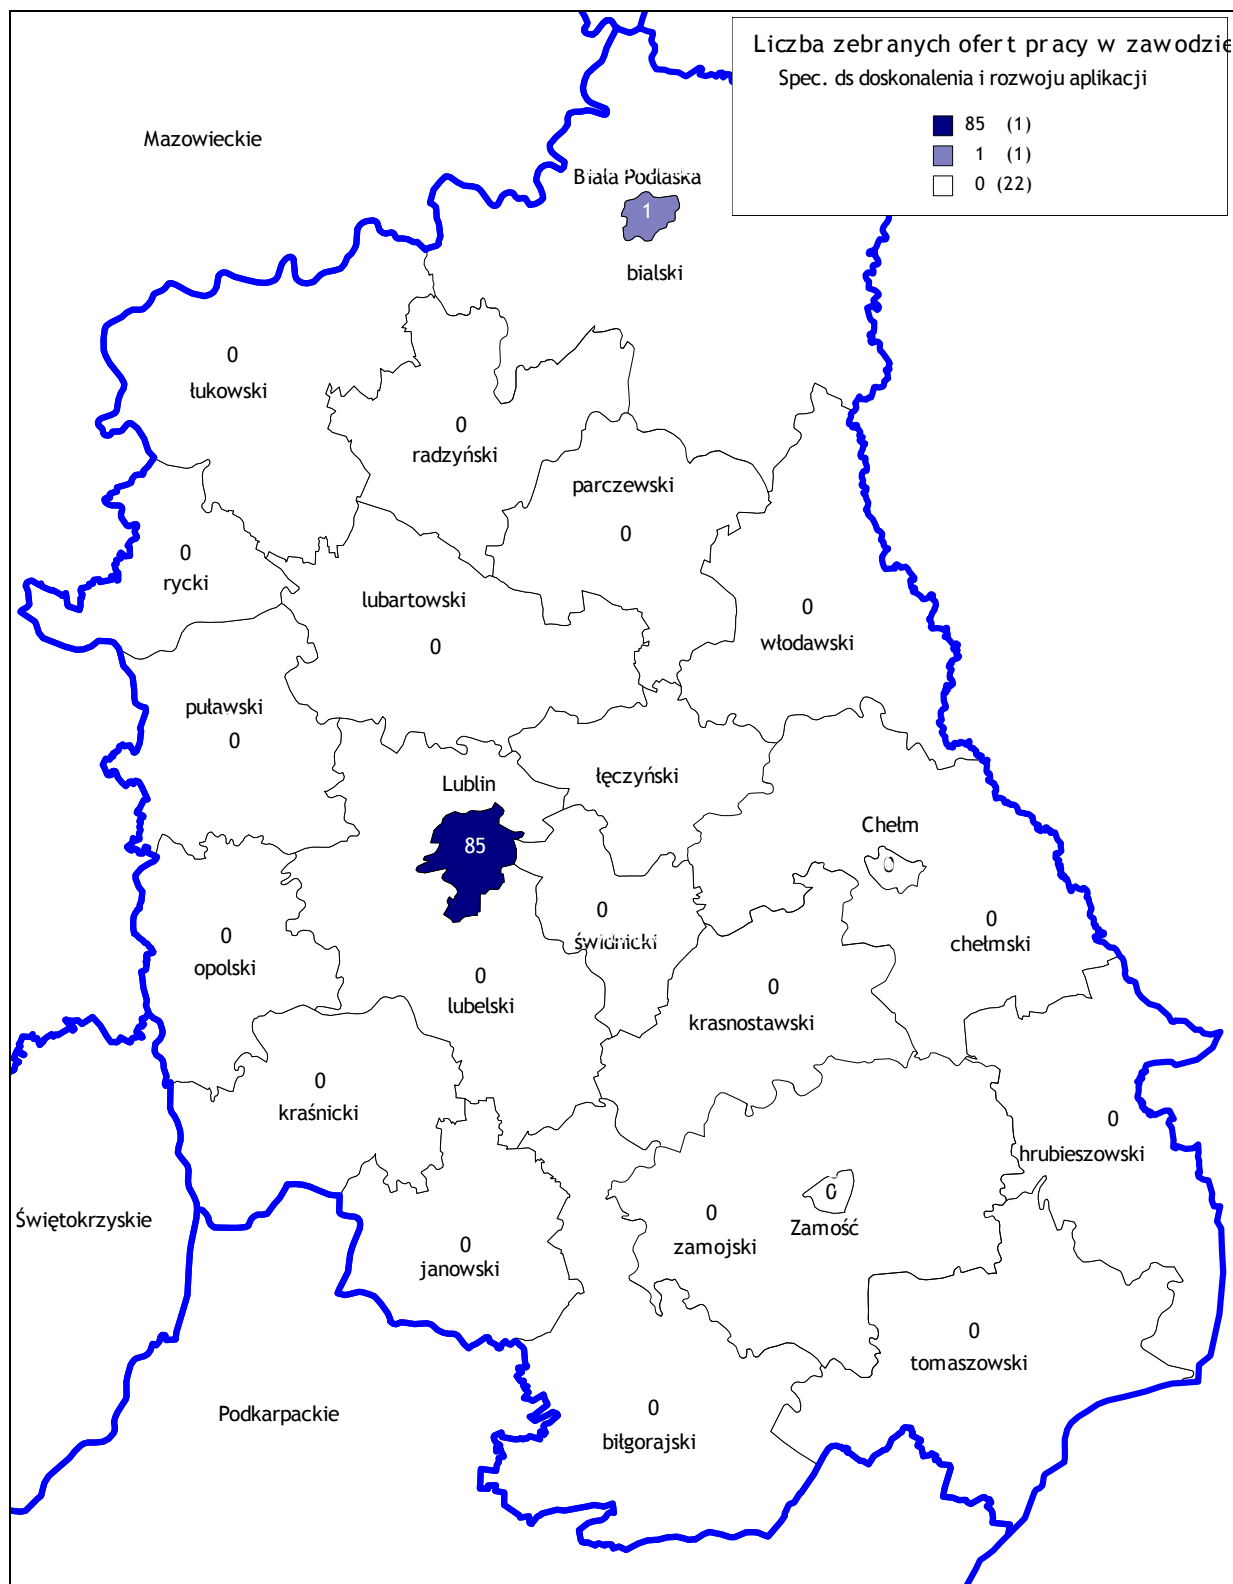 Liczba zebranych ofert pracy w zawodzie
Spec. ds doskonalenia i rozwoju aplikacji
85 (1)
1 (1)
0 (22)
Mazowieckie
Biała Podlaska
1
bialski
0
łukowski
0
radzyński
parczewski
0
0
rycki
lubartowski
0
0
włodawski
puławski
0
łęczyński
Lublin
85
Chełm
0
0
świdnicki
0
chełmski
0
opolski
0
lubelski
0
krasnostawski
0
kraśnicki
0
hrubieszowski
Świętokrzyskie
0
zamojski
0
Zamość
0
janowski
0
tomaszowski
Podkarpackie
0
biłgorajski